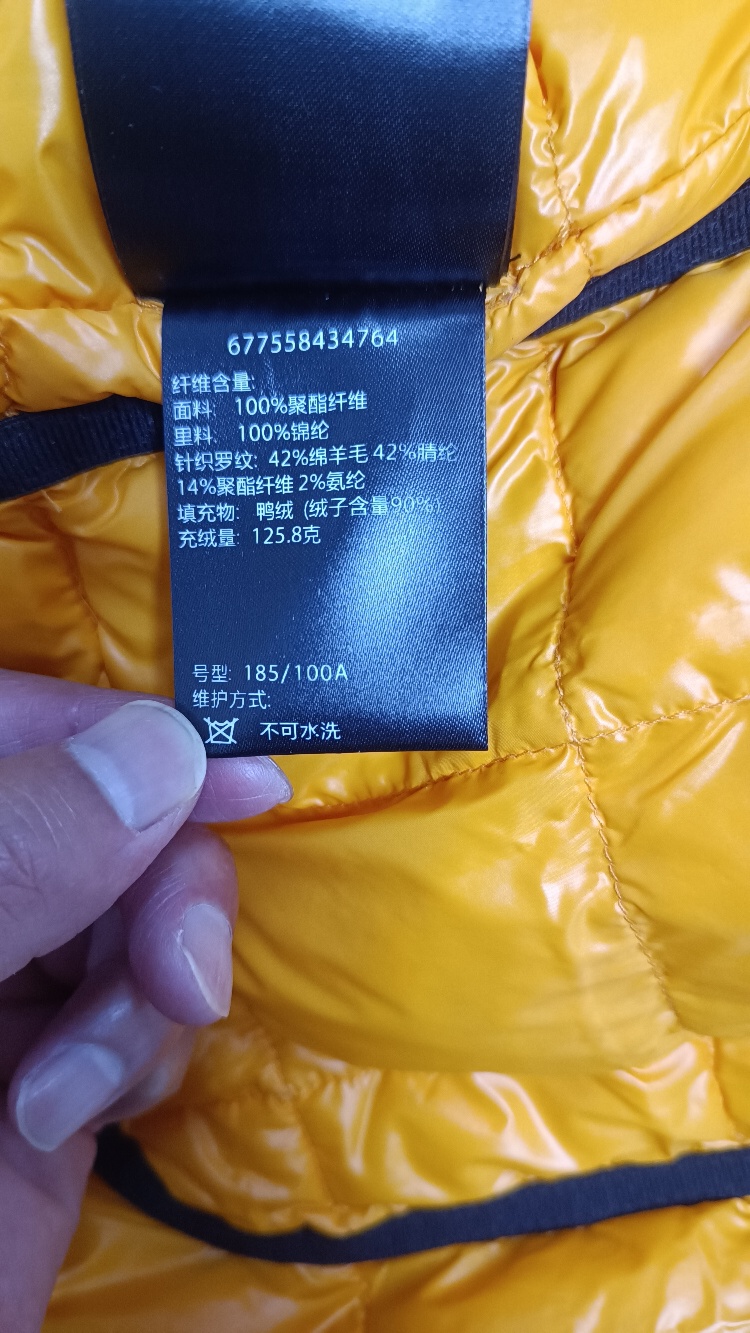 677558434764
纤维含量:
面料: 100%聚酯纤维
里料: 100%锦纶
针织罗纹: 42%绵羊毛 42%腈纶
14%聚酯纤维 2%氨纶
填充物: 鸭绒 (绒子含量90%)
充绒量: 125.8克
号型: 185/100A
维护方式:
不可水洗